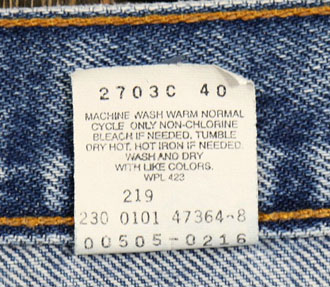 27030 40
MACHINE WASH WARM NORMAL
CYCLE ONLY NON-CHLORINE
BLEACH IF NEEDED, TUMBLE
DRY HOT, HOT IRON IF NEEDED.
WASH AND DRY
WITH LIKE COLORS.
WPL 423
219
230 0101 47364-8
00505-0216